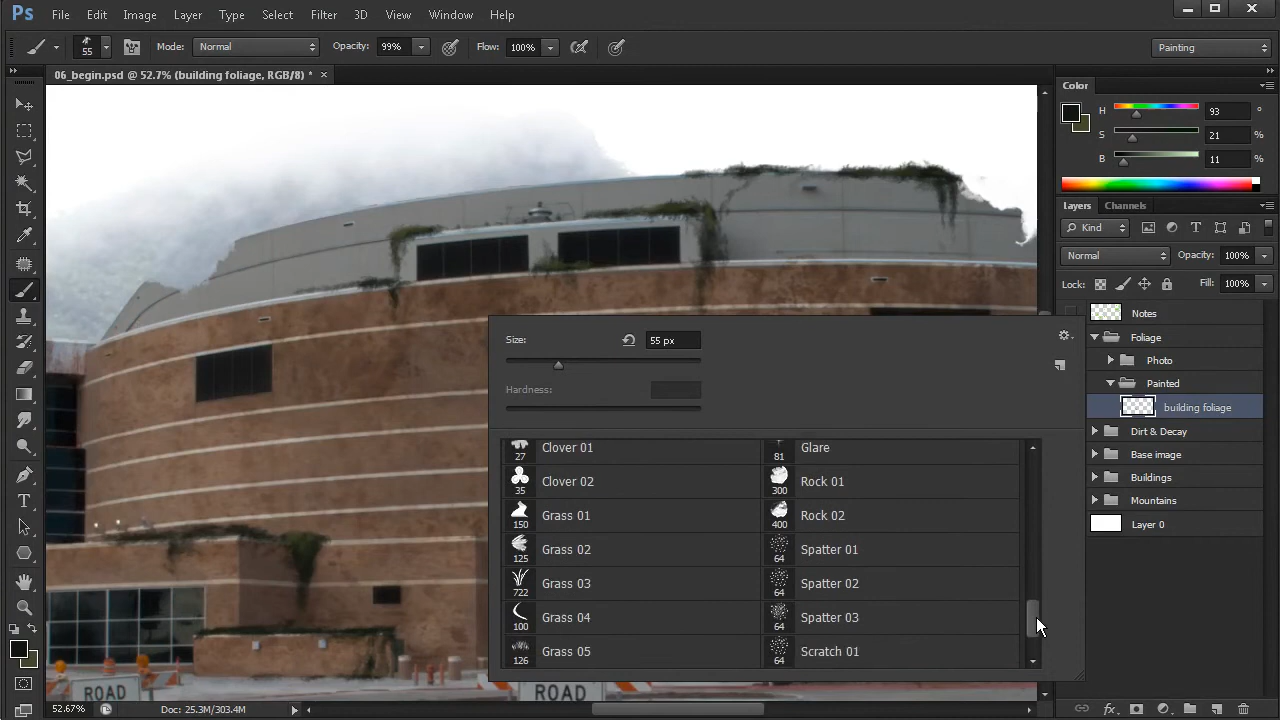 Ps File Edit Image Layer Type Select Filter 3D View Window Help
55 Mode: Normal Opacity: 99% Flow: 100% Painting
06_begin.psd @ 52.7% (building foliage, RGB/8) * ×
Color
H 93 °
S 21 %
B 11 %
Layers Channels
Kind
Normal Opacity: 100%
Lock: Fill: 100%
Notes
Foliage
Photo
Painted
building foliage
Dirt & Decay
Base image
Buildings
Mountains
Layer 0
Size: 55 px
Hardness:
27 Clover 01 81 Glare
35 Clover 02 300 Rock 01
150 Grass 01 400 Rock 02
125 Grass 02 64 Spatter 01
722 Grass 03 64 Spatter 02
100 Grass 04 64 Spatter 03
126 Grass 05 64 Scratch 01
ROAD ROAD
52.67% Doc: 25.3M/303.4M
fx